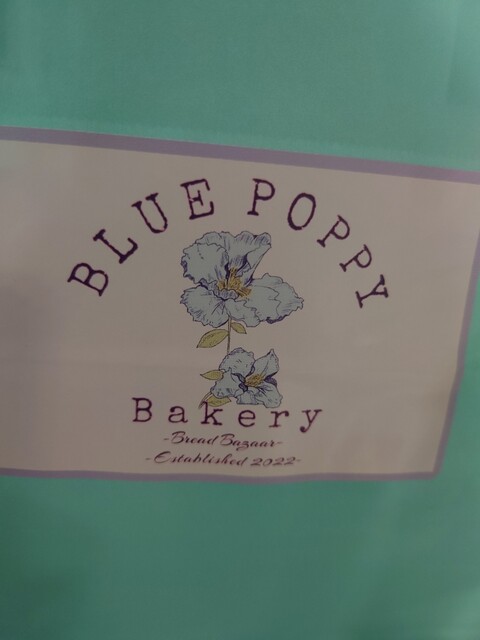 BLUE POPPY
Bakery
-Bread Bazaar-
-Established 2022-